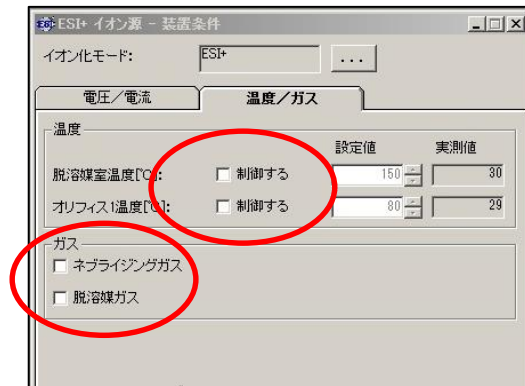 ESI+ イオン源 - 装置条件
イオン化モード: ESI+ ...
電圧／電流 温度／ガス
温度
設定値 実測値
脱溶媒室温度[℃]: 制御する 150 30
オリフィス1温度[℃]: 制御する 80 29
ガス
ネブライジングガス
脱溶媒ガス